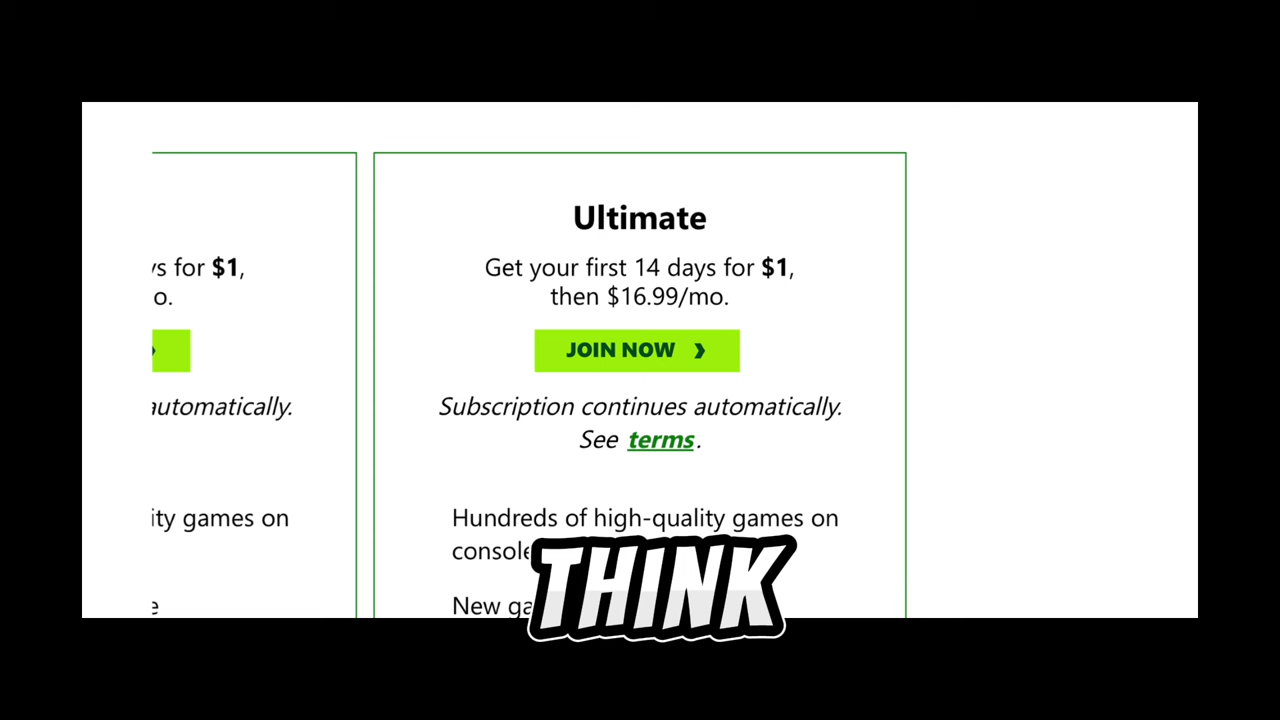 s for $1,
o.
automatically.
ity games on
e
Ultimate
Get your first 14 days for $1,
then $16.99/mo.
JOIN NOW
Subscription continues automatically.
See terms.
Hundreds of high-quality games on
console
New ga
THINK